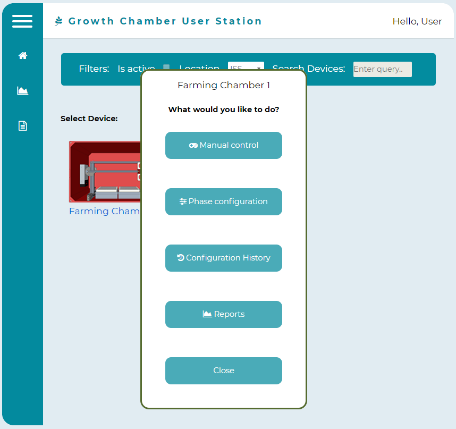 Growth Chamber User Station
Hello, User
Filters: Is active Location Search Devices: Enter query..
Select Device:
Farming Cham
Farming Chamber 1
What would you like to do?
Manual control
Phase configuration
Configuration History
Reports
Close